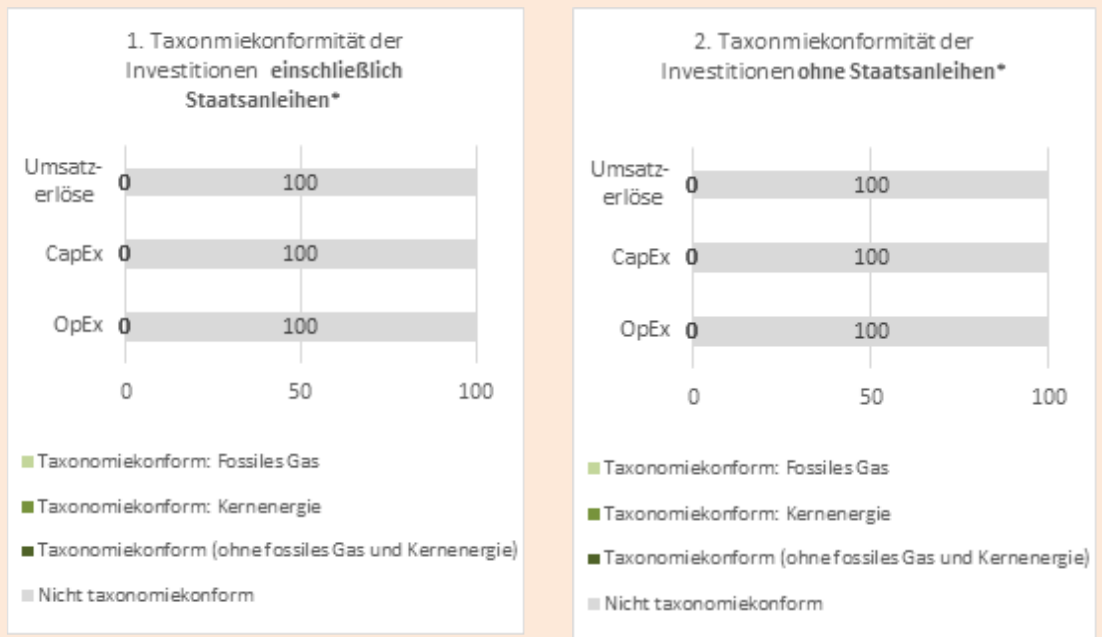 1. Taxonmiekonformität der
Investitionen einschließlich
Staatsanleihen*
Umsatz-
erlöse
0
100
CapEx
0
100
OpEx
0
100
0
50
100
Taxonomiekonform: Fossiles Gas
Taxonomiekonform: Kernenergie
Taxonomiekonform (ohne fossiles Gas und Kernenergie)
Nicht taxonomiekonform
2. Taxonmiekonformität der
Investitionen ohne Staatsanleihen*
Umsatz-
erlöse
0
100
CapEx
0
100
OpEx
0
100
0
50
100
Taxonomiekonform: Fossiles Gas
Taxonomiekonform: Kernenergie
Taxonomiekonform (ohne fossiles Gas und Kernenergie)
Nicht taxonomiekonform